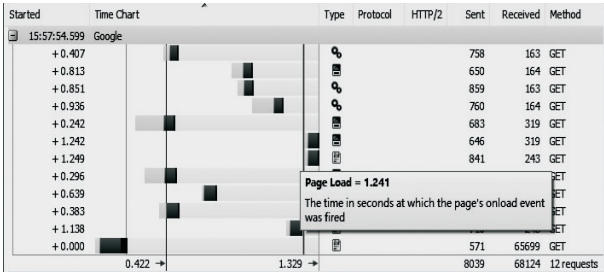 Started Time Chart Type Protocol HTTP/2 Sent Received Method
15:57:54.599 Google
+ 0.407 758 163 GET
+ 0.813 650 164 GET
+ 0.851 859 163 GET
+ 0.936 760 164 GET
+ 0.242 683 319 GET
+ 1.242 646 319 GET
+ 1.249 841 243 GET
+ 0.296 GET
Page Load = 1.241
+ 0.639 GET
The time in seconds at which the page's onload event
+ 0.383 GET
was fired
+ 1.138 GET
+ 0.000 571 65699 GET
0.422 → 1.329 → 8039 68124 12 requests